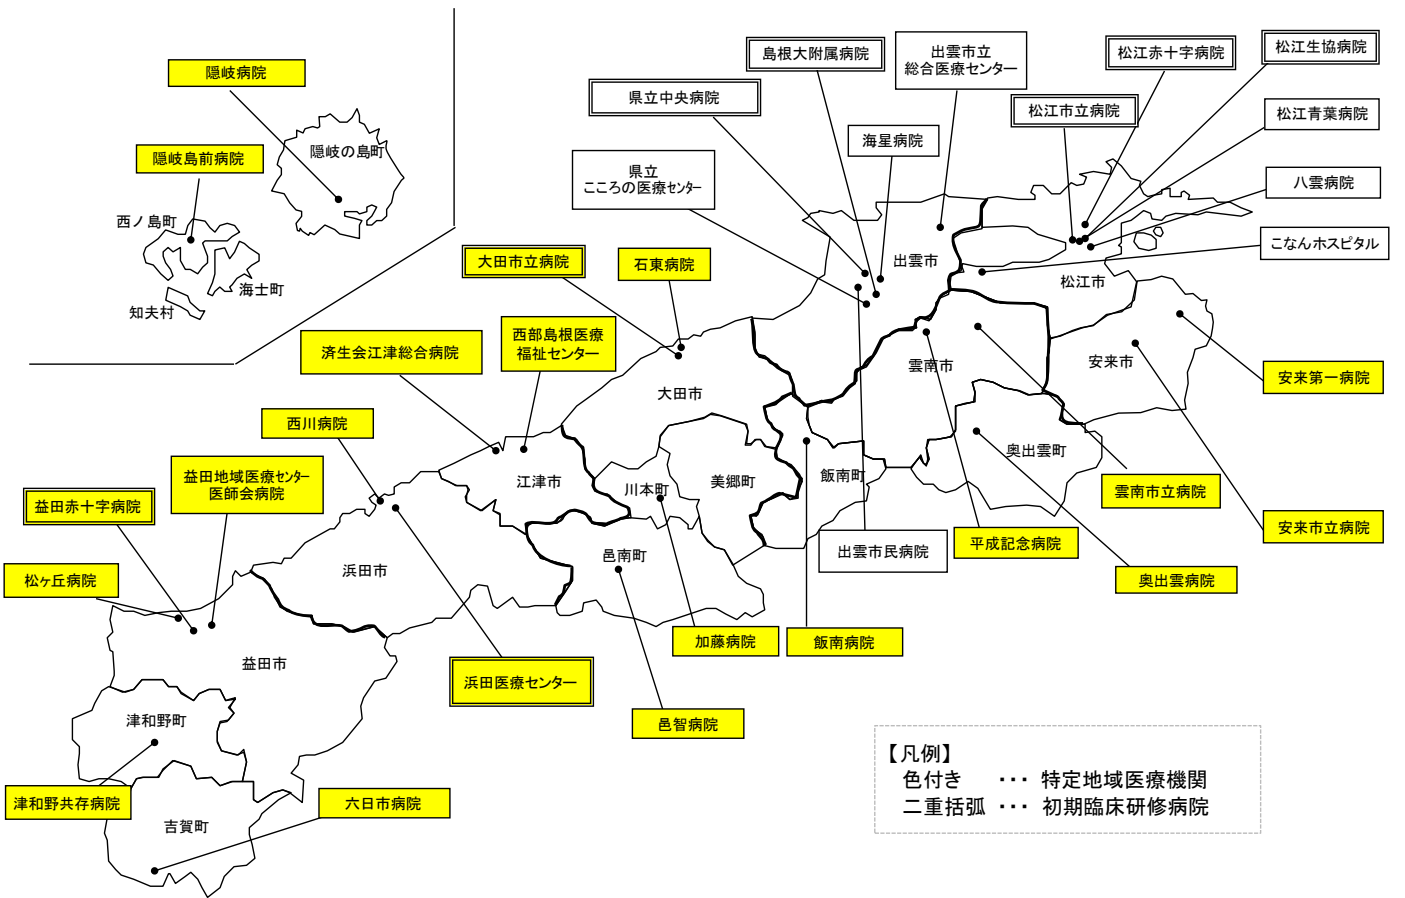 隠岐病院
隠岐島前病院
隠岐の島町
西ノ島町
海士町
知夫村
島根大附属病院
出雲市立
総合医療センター
松江赤十字病院
松江生協病院
県立中央病院
松江市立病院
松江青葉病院
海星病院
県立
こころの医療センター
八雲病院
こなんホスピタル
大田市立病院
石東病院
出雲市
松江市
済生会江津総合病院
西部島根医療
福祉センター
雲南市
安来市
安来第一病院
大田市
西川病院
奥出雲町
益田地域医療センター
医師会病院
江津市
川本町
美郷町
飯南町
雲南市立病院
益田赤十字病院
安来市立病院
出雲市民病院
平成記念病院
邑南町
浜田市
松ヶ丘病院
奥出雲病院
加藤病院
飯南病院
益田市
浜田医療センター
津和野町
邑智病院
津和野共存病院
六日市病院
吉賀町
【凡例】
色付き ・・・ 特定地域医療機関
二重括弧 ・・・ 初期臨床研修病院